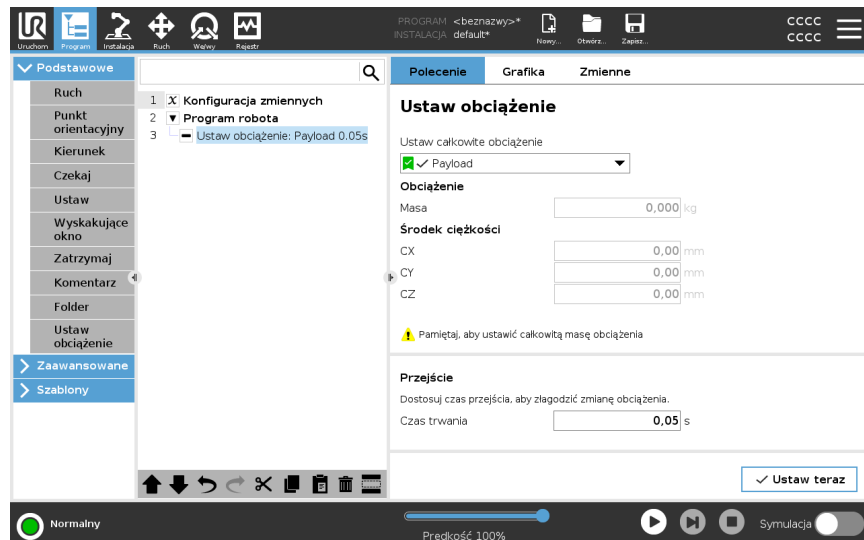 UR
Uruchom
Program
Instalacja
Ruch
We/wy
Rejestr
PROGRAM <beznazwy>*
INSTALACJA default*
Nowy...
Otwórz...
Zapisz...
CCCC
CCCC
Podstawowe
Ruch
Punkt
orientacyjny
Kierunek
Czekaj
Ustaw
Wyskakujące
okno
Zatrzymaj
Komentarz
Folder
Ustaw
obciążenie
Zaawansowane
Szablony
1 X Konfiguracja zmiennych
2 Program robota
3 Ustaw obciążenie: Payload 0.05s
Polecenie
Grafika
Zmienne
Ustaw obciążenie
Ustaw całkowite obciążenie
Payload
Obciążenie
Masa 0,000 kg
Środek ciężkości
CX 0,00 mm
CY 0,00 mm
CZ 0,00 mm
Pamiętaj, aby ustawić całkowitą masę obciążenia
Przejście
Dostosuj czas przejścia, aby złagodzić zmianę obciążenia.
Czas trwania 0,05 s
Ustaw teraz
Normalny
Prędkość 100%
Symulacja